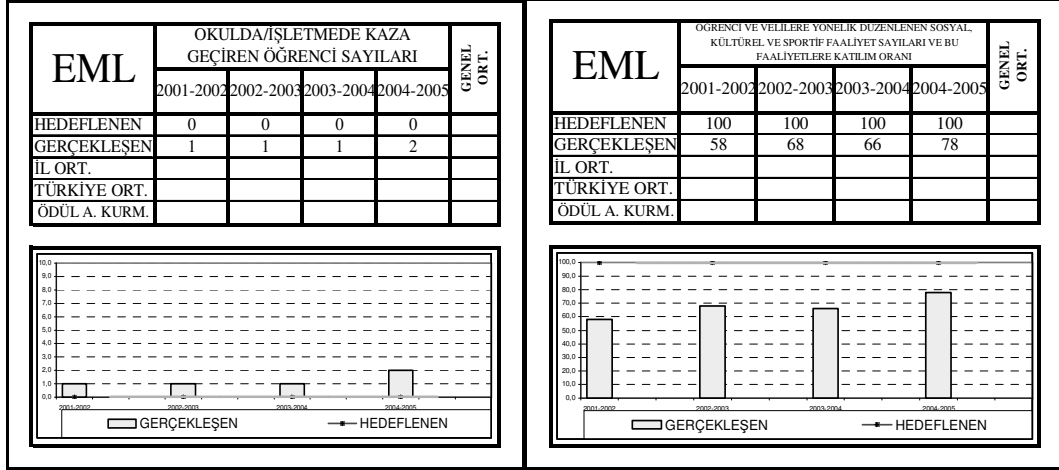 EML
OKULDA/İŞLETMEDE KAZA
GEÇİREN ÖĞRENCİ SAYILARI
GENEL
ORT.
2001-2002 2002-2003 2003-2004 2004-2005
HEDEFLENEN 0 0 0 0
GERÇEKLEŞEN 1 1 1 2
İL ORT.
TÜRKİYE ORT.
ÖDÜL A. KURM.
10,0
9,0
8,0
7,0
6,0
5,0
4,0
3,0
2,0
1,0
0,0
2001-2002 2002-2003 2003-2004 2004-2005
GERÇEKLEŞEN HEDEFLENEN
EML
ÖĞRENCİ VE VELİLERE YÖNELİK DÜZENLENEN SOSYAL,
KÜLTÜREL VE SPORTİF FAALİYET SAYILARI VE BU
FAALİYETLERE KATILIM ORANI
GENEL
ORT.
2001-2002 2002-2003 2003-2004 2004-2005
HEDEFLENEN 100 100 100 100
GERÇEKLEŞEN 58 68 66 78
İL ORT.
TÜRKİYE ORT.
ÖDÜL A. KURM.
100,0
90,0
80,0
70,0
60,0
50,0
40,0
30,0
20,0
10,0
0,0
2001-2002 2002-2003 2003-2004 2004-2005
GERÇEKLEŞEN HEDEFLENEN